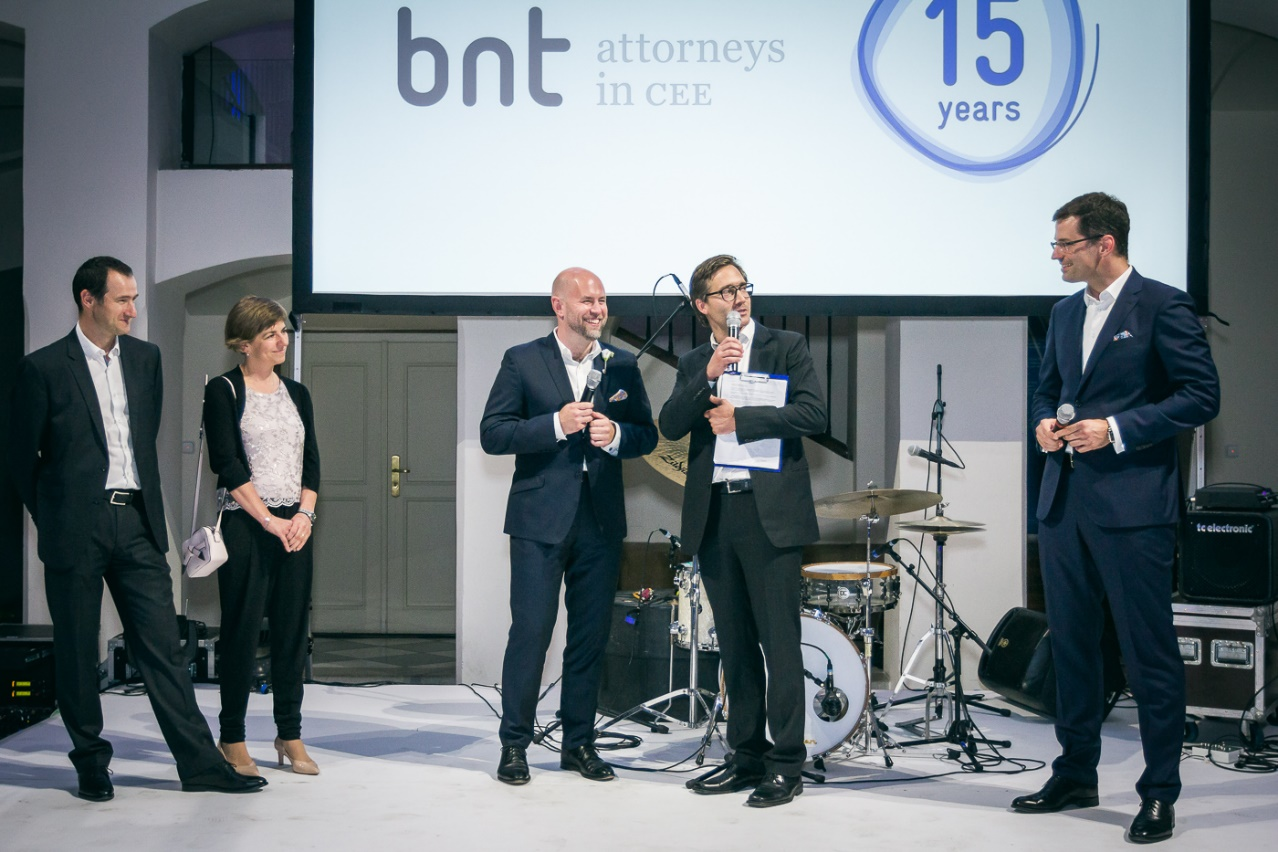 bnt
attorneys
in CEE
15
years
tc electronic